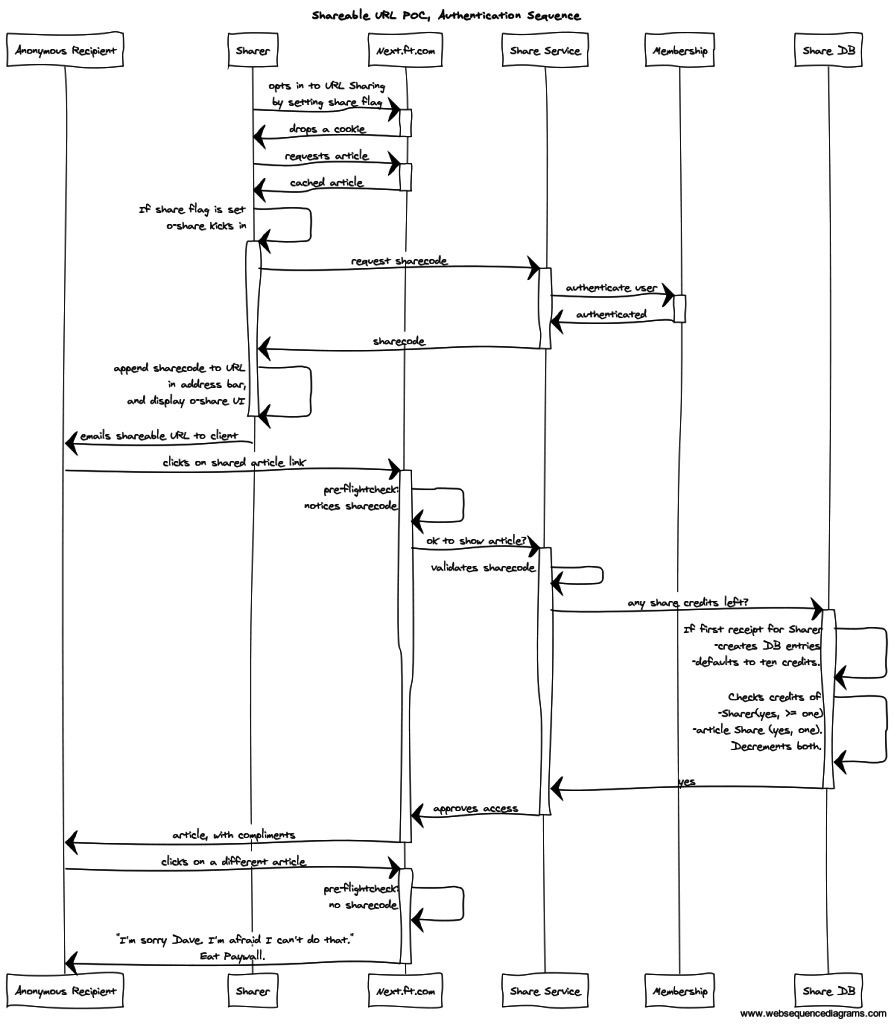 Shareable URL POC, Authentication Sequence
Anonymous Recipient
Sharer
Next.ft.com
Share Service
Membership
Share DB
opts in to URL Sharing
by setting share flag
drops a cookie
requests article
cached article
If share flag is set
o-share kicks in
request sharecode
authenticate user
authenticated
sharecode
append sharecode to URL
in address bar,
and display o-share UI
emails shareable URL to client
clicks on shared article link
pre-flightcheck:
notices sharecode
ok to show article?
validates sharecode
any share credits left?
If first receipt for Sharer
-creates DB entries
-defaults to ten credits.
Checks credits of
-Sharer(yes, >= one)
-article Share (yes, one).
Decrements both.
yes
approves access
article, with compliments
clicks on a different article
pre-flightcheck:
no sharecode
"I'm sorry Dave. I'm afraid I can't do that."
Eat Paywall.
Anonymous Recipient
Sharer
Next.ft.com
Share Service
Membership
Share DB
www.websequencediagrams.com